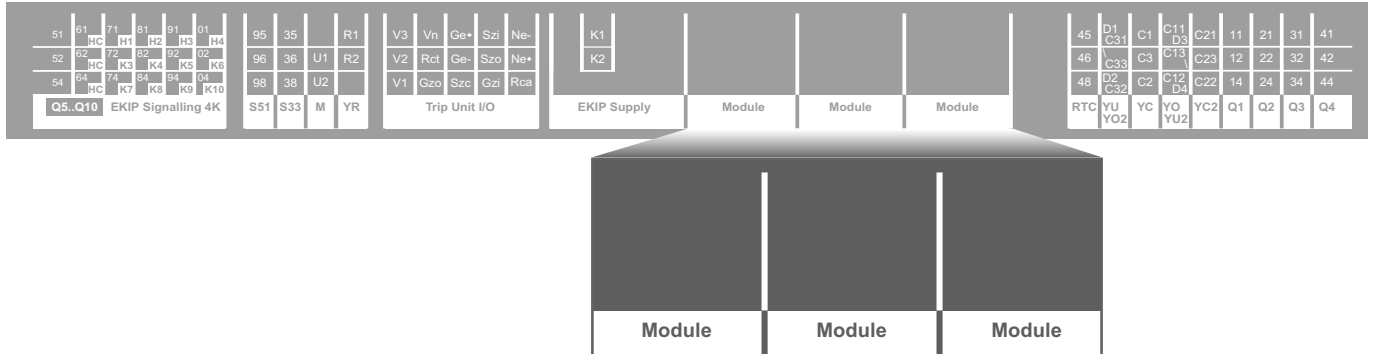 51 61 HC 71 H1 81 H2 91 H3 01 H4 95 35 R1 V3 Vn Ge+ Szi Ne- K1 45 D1 C31 C1 C11 D3 C21 11 21 31 41
52 62 HC 72 K3 82 K4 92 K5 02 K6 96 36 U1 R2 V2 Rct Ge- Szo Ne+ K2 46 \ C33 C3 C13 \ C23 12 22 32 42
54 64 HC 74 K7 84 K8 94 K9 04 K10 98 38 U2 V1 Gzo Szc Gzi Rca 48 D2 C32 C2 C12 D4 C22 14 24 34 44
Q5..Q10 EKIP Signalling 4K S51 S33 M YR Trip Unit I/O EKIP Supply Module Module Module RTC YU YC YO YC2 Q1 Q2 Q3 Q4
YO2 YU2
Module Module Module